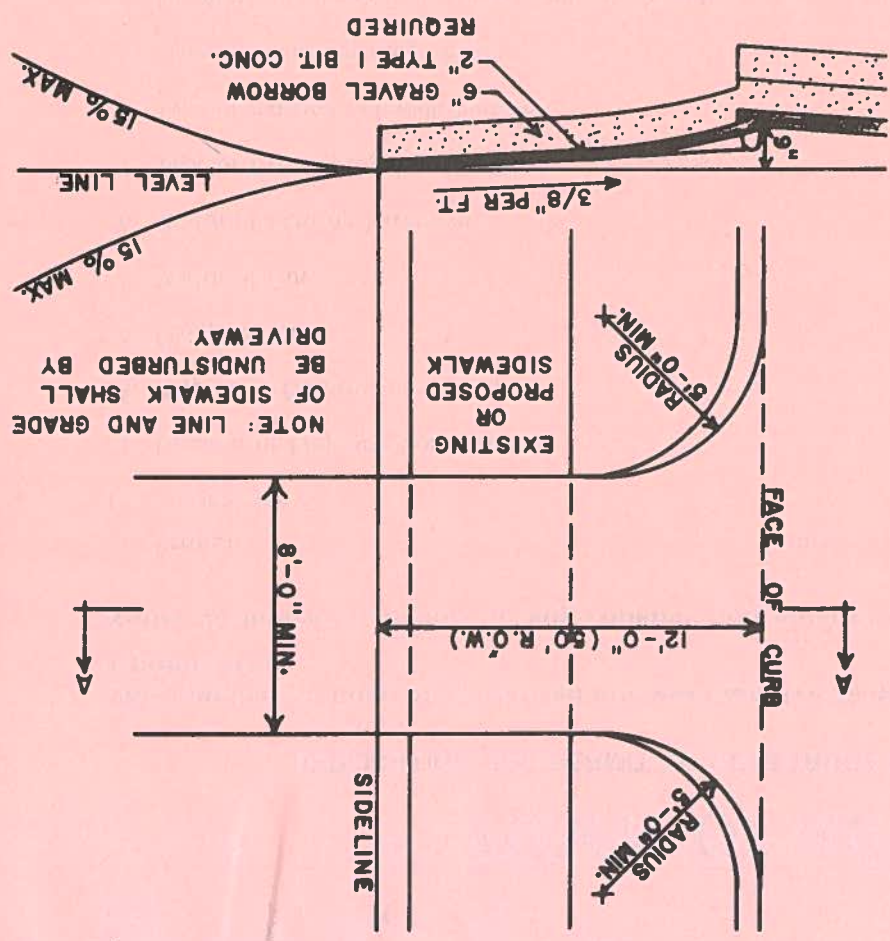 RADIUS
5'-0" MIN.
SIDELINE
A
A
FACE OF CURB
12'-0" (50' R.O.W.)
8'-0" MIN.
EXISTING
OR
PROPOSED
SIDEWALK
NOTE: LINE AND GRADE
OF SIDEWALK SHALL
BE UNDISTURBED BY
DRIVEWAY
RADIUS
5'-0" MIN.
15% MAX.
3/8" PER FT.
LEVEL LINE
6"
15% MAX.
6" GRAVEL BORROW
2" TYPE I BIT. CONC.
REQUIRED